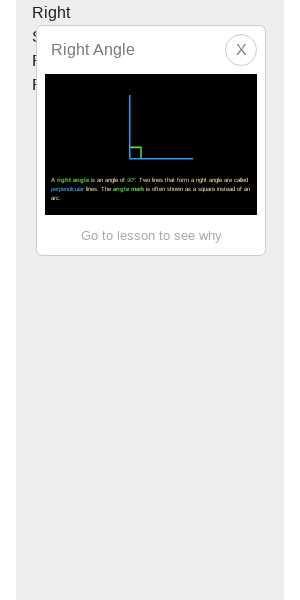 Right
Right Angle
X
A right angle is an angle of 90°. Two lines that form a right angle are called
perpendicular lines. The angle mark is often shown as a square instead of an
arc.
Go to lesson to see why